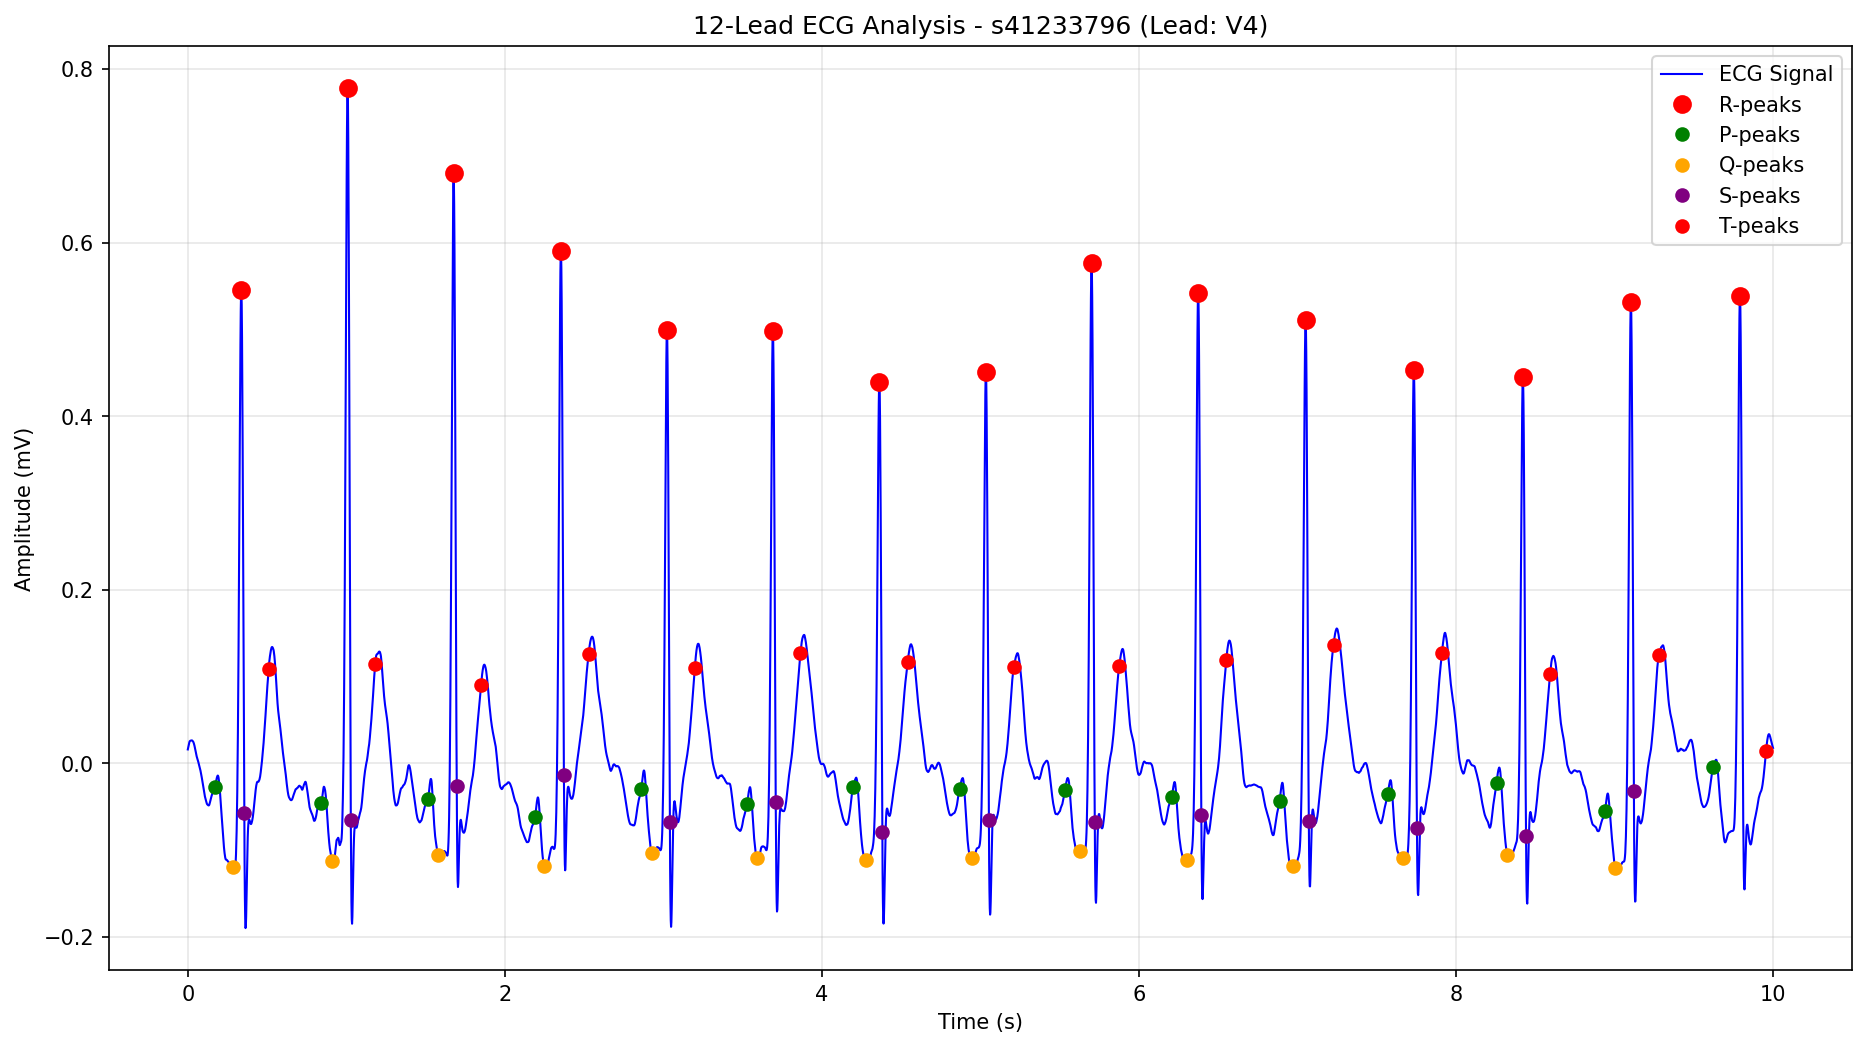 12-Lead ECG Analysis - s41233796 (Lead: V4)
ECG Signal
R-peaks
P-peaks
Q-peaks
S-peaks
T-peaks
0.8
0.6
0.4
0.2
0.0
−0.2
Amplitude (mV)
0 2 4 6 8 10
Time (s)